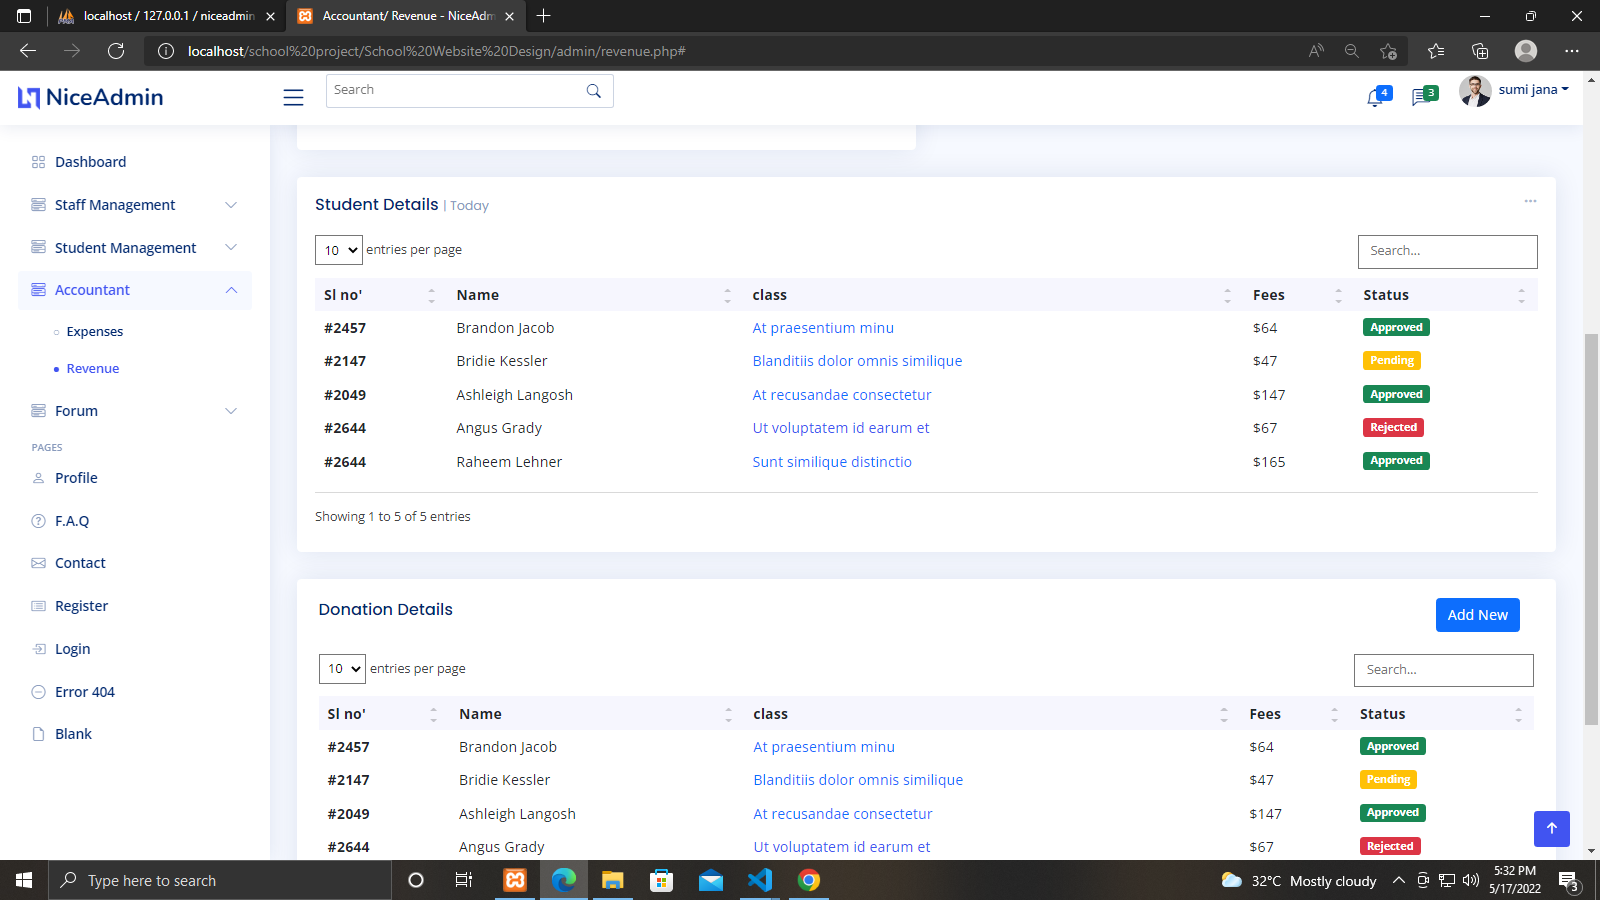 localhost / 127.0.0.1 / niceadmin
Accountant/ Revenue - NiceAdm
localhost/school%20project/School%20Website%20Design/admin/revenue.php#
NiceAdmin
Search
4
3
sumi jana
Dashboard
Staff Management
Student Management
Accountant
Expenses
Revenue
Forum
PAGES
Profile
F.A.Q
Contact
Register
Login
Error 404
Blank
Student Details | Today
10 entries per page
Search...
Sl no' Name class Fees Status
#2457 Brandon Jacob At praesentium minu $64 Approved
#2147 Bridie Kessler Blanditiis dolor omnis similique $47 Pending
#2049 Ashleigh Langosh At recusandae consectetur $147 Approved
#2644 Angus Grady Ut voluptatem id earum et $67 Rejected
#2644 Raheem Lehner Sunt similique distinctio $165 Approved
Showing 1 to 5 of 5 entries
Donation Details
Add New
10 entries per page
Search...
Sl no' Name class Fees Status
#2457 Brandon Jacob At praesentium minu $64 Approved
#2147 Bridie Kessler Blanditiis dolor omnis similique $47 Pending
#2049 Ashleigh Langosh At recusandae consectetur $147 Approved
#2644 Angus Grady Ut voluptatem id earum et $67 Rejected
Type here to search
32°C Mostly cloudy
5:32 PM
5/17/2022
3